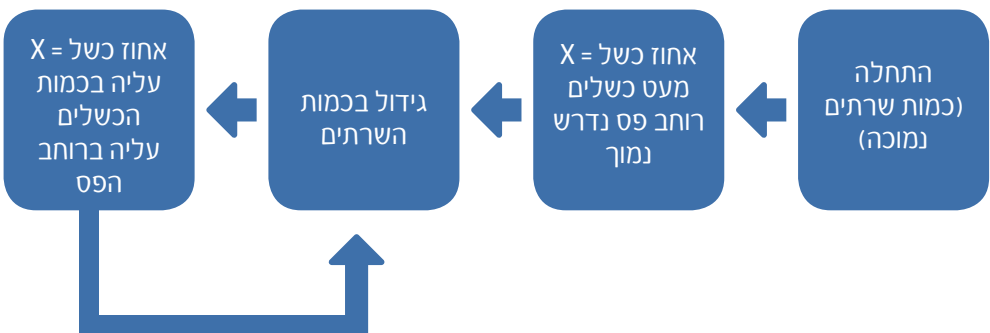 התחלה
(כמות שרתים
נמוכה)
אחוז כשל = X
מעט כשלים
רוחב פס נדרש
נמוך
גידול בכמות
השרתים
אחוז כשל = X
עליה בכמות
הכשלים
עליה ברוחב
הפס